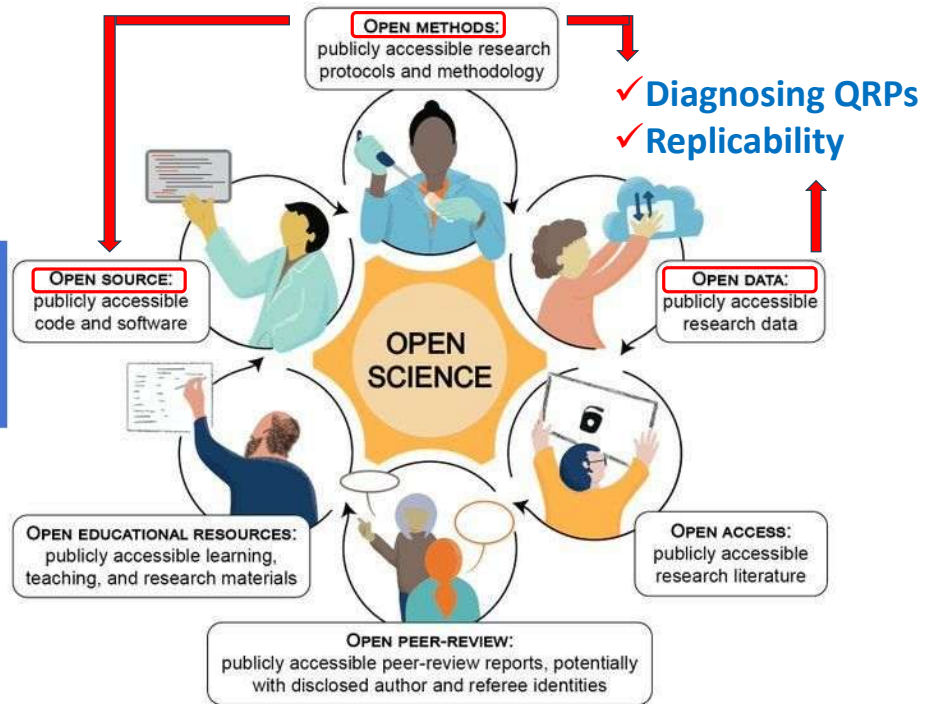 OPEN METHODS:
publicly accessible research
protocols and methodology
✓Diagnosing QRPs
✓Replicability
OPEN SOURCE:
publicly accessible
code and software
OPEN DATA:
publicly accessible
research data
OPEN
SCIENCE
OPEN EDUCATIONAL RESOURCES:
publicly accessible learning,
teaching, and research materials
OPEN ACCESS:
publicly accessible
research literature
OPEN PEER-REVIEW:
publicly accessible peer-review reports, potentially
with disclosed author and referee identities